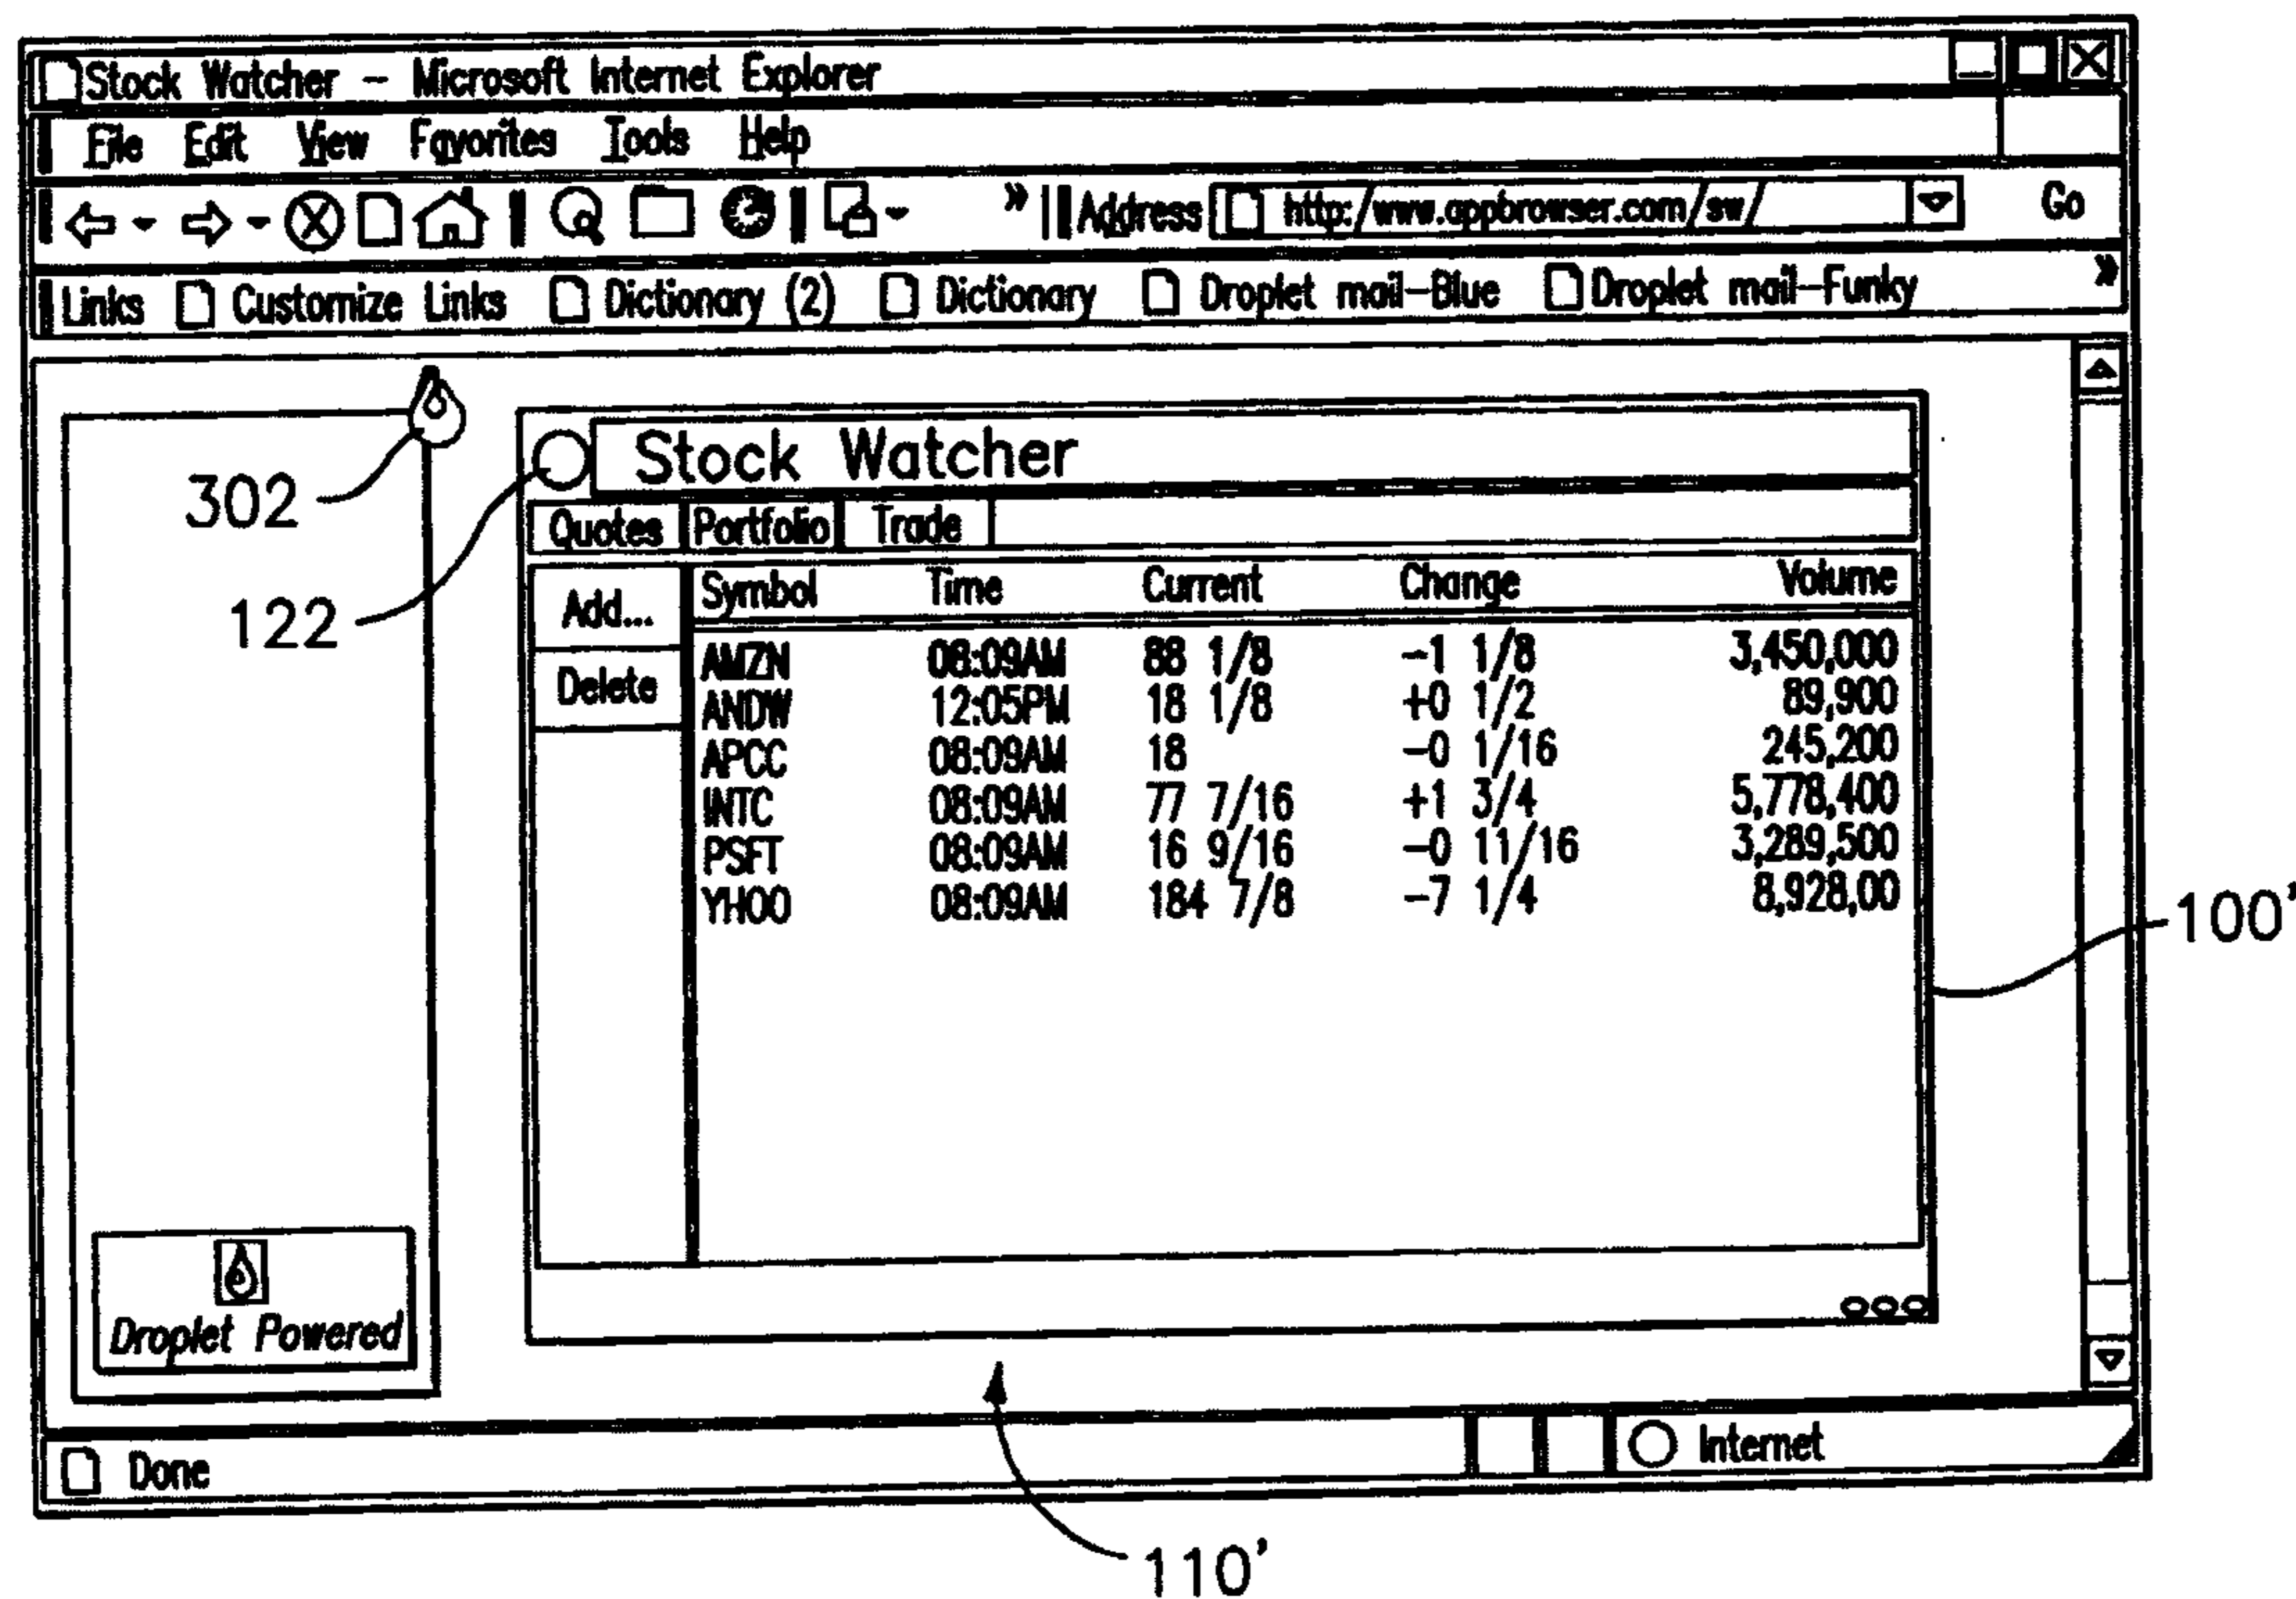 Stock Watcher - Microsoft Internet Explorer
File Edit View Favorites Tools Help
» Address http:/www.appbrowser.com/sw/ Go
Links Customize Links Dictionary (2) Dictionary Droplet mail-Blue Droplet mail-Funky »
302
122
Stock Watcher
Quotes Portfolio Trade
Add...
Delete
Symbol Time Current Change Volume
AMZN 08:09AM 88 1/8 -1 1/8 3,450,000
ANDW 12:05PM 18 1/8 +0 1/2 89,900
APCC 08:09AM 18 -0 1/16 245,200
INTC 08:09AM 77 7/16 +1 3/4 5,778,400
PSFT 08:09AM 16 9/16 -0 11/16 3,289,500
YHOO 08:09AM 184 7/8 -7 1/4 8,928,00
100'
Droplet Powered
Done Internet
110'